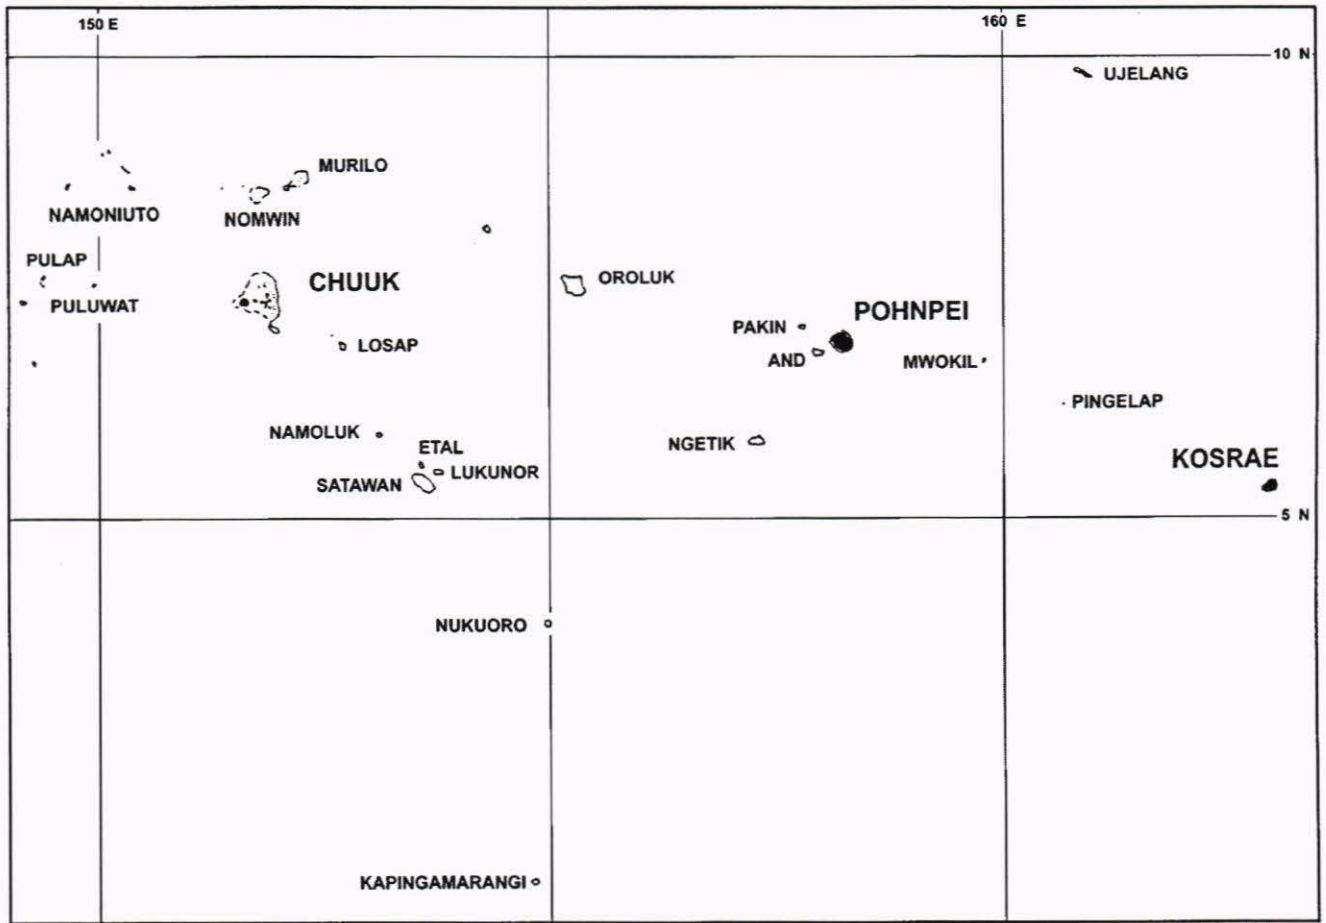 150 E
160 E
10 N
UJELANG
MURILO
NAMONIUTO
NOMWIN
PULAP
CHUUK
OROLUK
PULUWAT
POHNPEI
PAKIN
LOSAP
AND
MWOKIL
PINGELAP
NAMOLUK
ETAL
NGETIK
LUKUNOR
KOSRAE
SATAWAN
5 N
NUKUORO
KAPINGAMARANGI